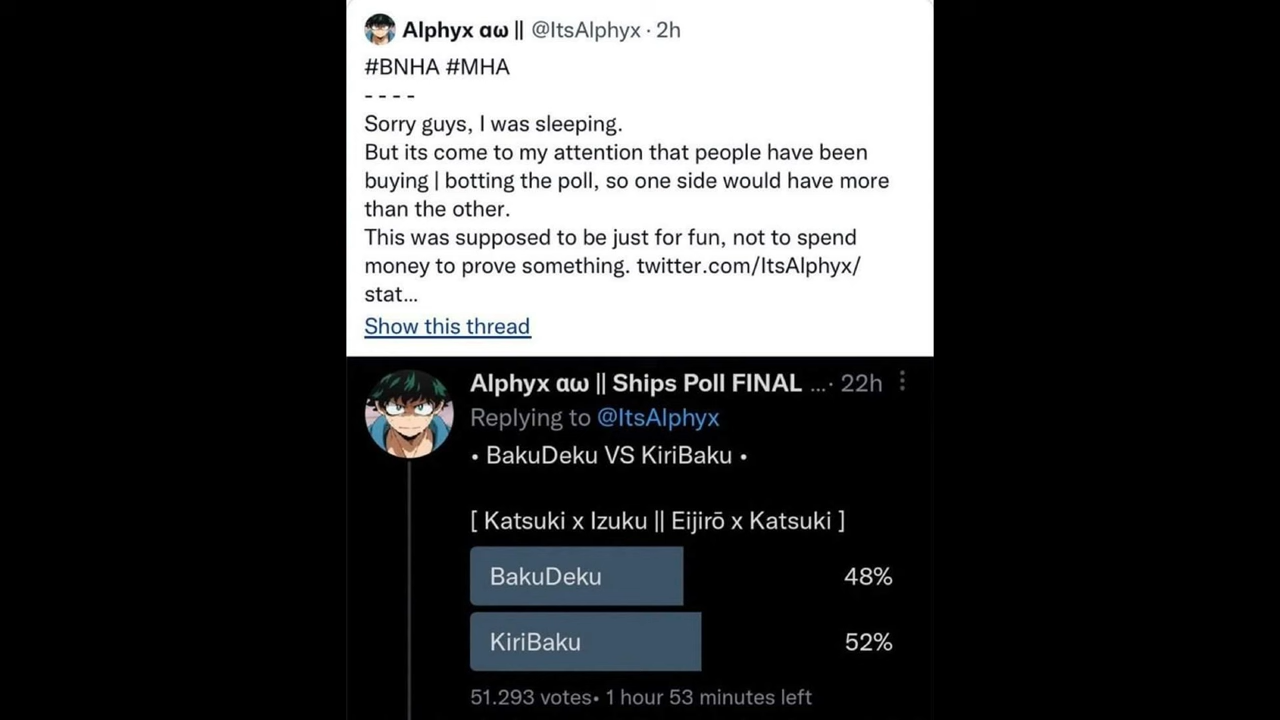 Alphyx αω || @ItsAlphyx · 2h
#BNHA #MHA
- - - -
Sorry guys, I was sleeping.
But its come to my attention that people have been
buying | botting the poll, so one side would have more
than the other.
This was supposed to be just for fun, not to spend
money to prove something. twitter.com/ItsAlphyx/
stat…
Show this thread
Alphyx αω || Ships Poll FINAL ...· 22h
Replying to @ItsAlphyx
• BakuDeku VS KiriBaku •
[ Katsuki x Izuku || Eijirō x Katsuki ]
BakuDeku 48%
KiriBaku 52%
51.293 votes• 1 hour 53 minutes left